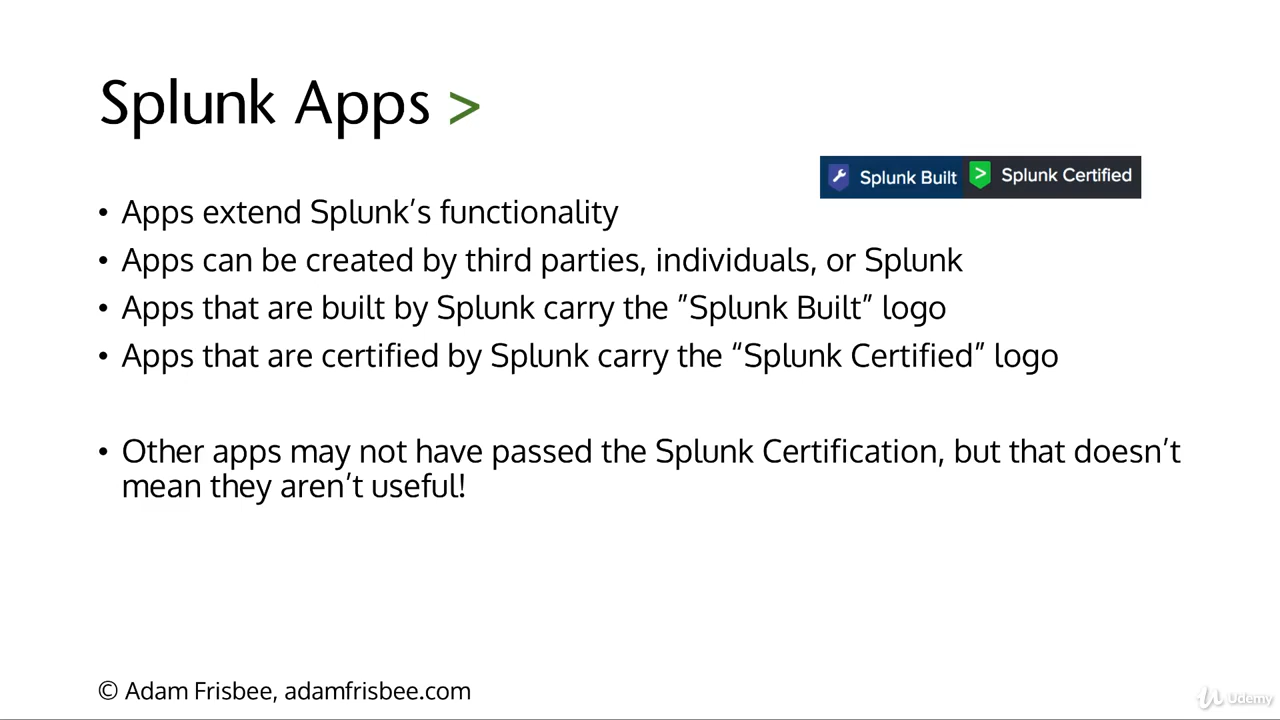 Splunk Apps >
Splunk Built
Splunk Certified
• Apps extend Splunk’s functionality
• Apps can be created by third parties, individuals, or Splunk
• Apps that are built by Splunk carry the ”Splunk Built” logo
• Apps that are certified by Splunk carry the “Splunk Certified” logo
• Other apps may not have passed the Splunk Certification, but that doesn’t
mean they aren’t useful!
© Adam Frisbee, adamfrisbee.com
Udemy